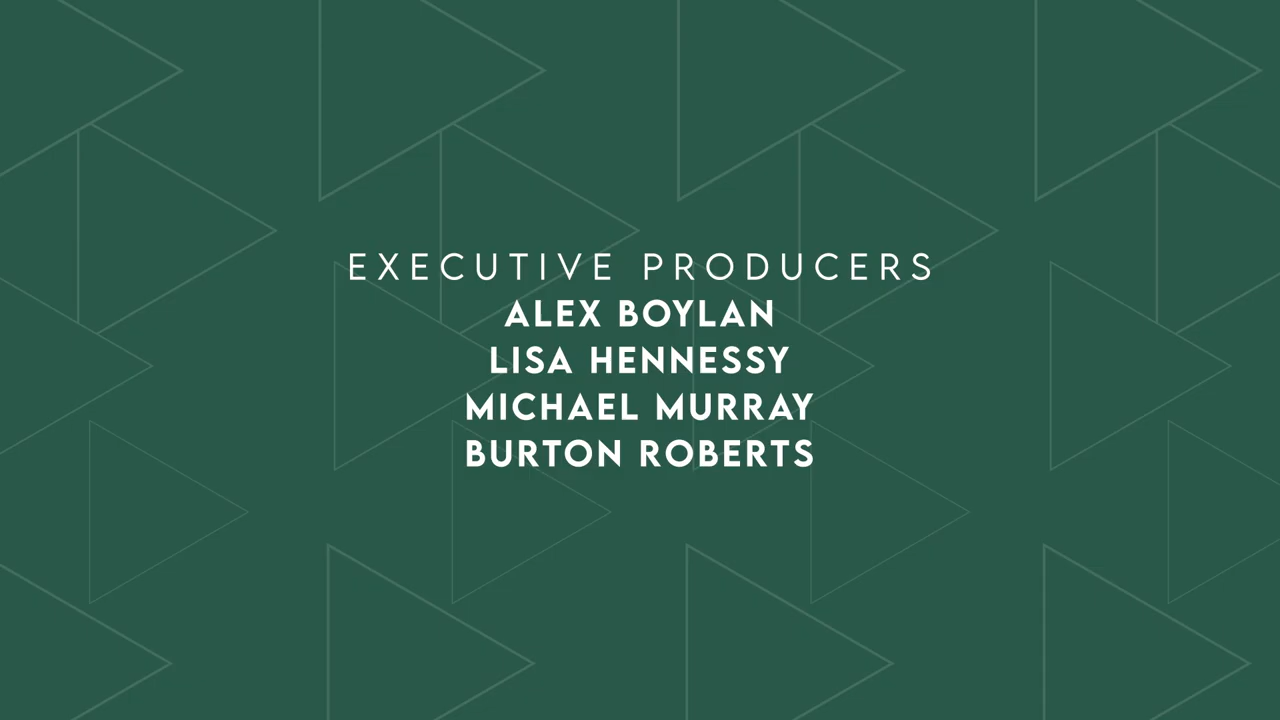 EXECUTIVE PRODUCERS
ALEX BOYLAN
LISA HENNESSY
MICHAEL MURRAY
BURTON ROBERTS